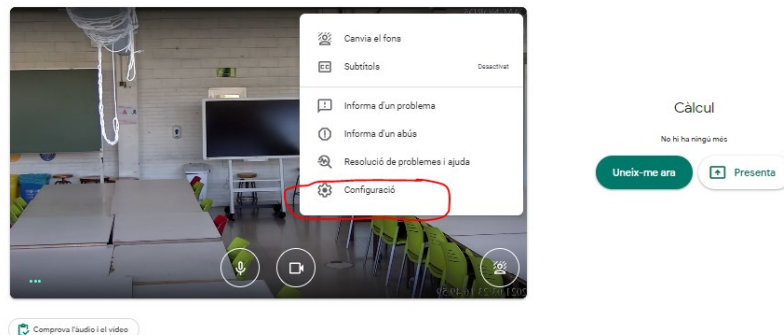 Canvia el fons
Subtítols
Desactivat
Informa d'un problema
Informa d'un abús
Resolució de problemes i ajuda
Configuració
Càlcul
No hi ha ningú més
Uneix-me ara
Presenta
Comprova l'àudio i el vídeo